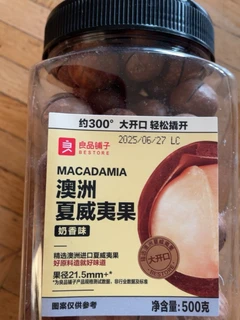 约300° 大开口 轻松撬开
2025/06/27 LC
良品铺子
BESTORE
MACADAMIA
澳洲
夏威夷果
奶香味
精选澳洲进口夏威夷果
好原料造就好味道
果径21.5mm+*
大开口
图案仅供参考
净含量:500克